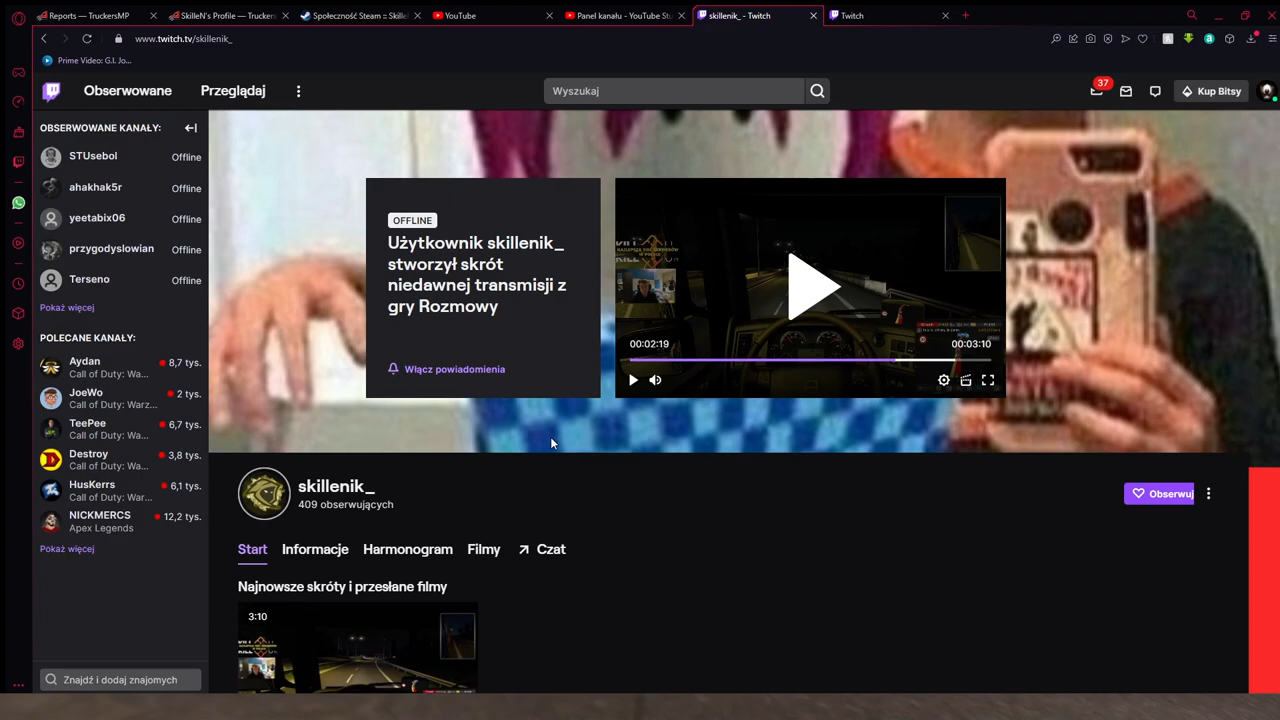 Reports — TruckersMP
SkilleN's Profile — Truckers
Społeczność Steam :: Skille
YouTube
Panel kanału - YouTube Stu
skillenik_ - Twitch
Twitch
www.twitch.tv/skillenik_
Prime Video: G.I. Jo...
Obserwowane
Przeglądaj
Wyszukaj
37
Kup Bitsy
OBSERWOWANE KANAŁY:
STUsebol Offline
ahakhak5r Offline
yeetabix06 Offline
przygodyslowian Offline
Terseno Offline
Pokaż więcej
POLECANE KANAŁY:
Aydan 8,7 tys.
Call of Duty: Wa...
JoeWo 2 tys.
Call of Duty: Warz...
TeePee 6,7 tys.
Call of Duty: Wa...
Destroy 3,8 tys.
Call of Duty: Wa...
HusKerrs 6,1 tys.
Call of Duty: War...
NICKMERCS 12,2 tys.
Apex Legends
Pokaż więcej
Znajdź i dodaj znajomych
OFFLINE
Użytkownik skillenik_
stworzył skrót
niedawnej transmisji z
gry Rozmowy
Włącz powiadomienia
00:02:19
00:03:10
skillenik_
409 obserwujących
Obserwuj
Start
Informacje
Harmonogram
Filmy
Czat
Najnowsze skróty i przesłane filmy
3:10